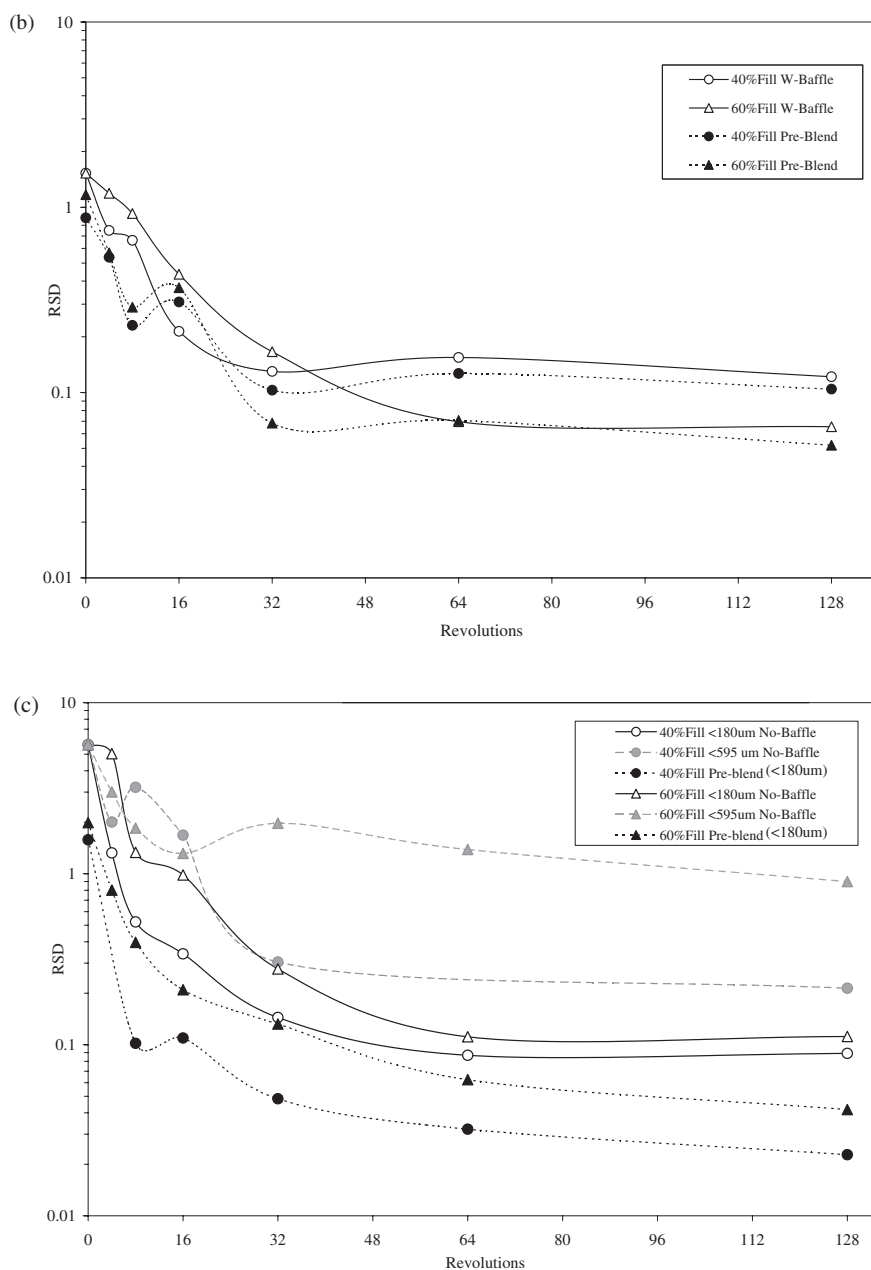 (b)
10
1
0.1
0.01
RSD
0
16
32
48
64
80
96
112
128
Revolutions
40%Fill W-Baffle
60%Fill W-Baffle
40%Fill Pre-Blend
60%Fill Pre-Blend
(c)
10
1
0.1
0.01
RSD
0
16
32
48
64
80
96
112
128
Revolutions
40%Fill <180um No-Baffle
40%Fill <595 um No-Baffle
40%Fill Pre-blend (<180um)
60%Fill <180um No-Baffle
60%Fill <595um No-Baffle
60%Fill Pre-blend (<180um)